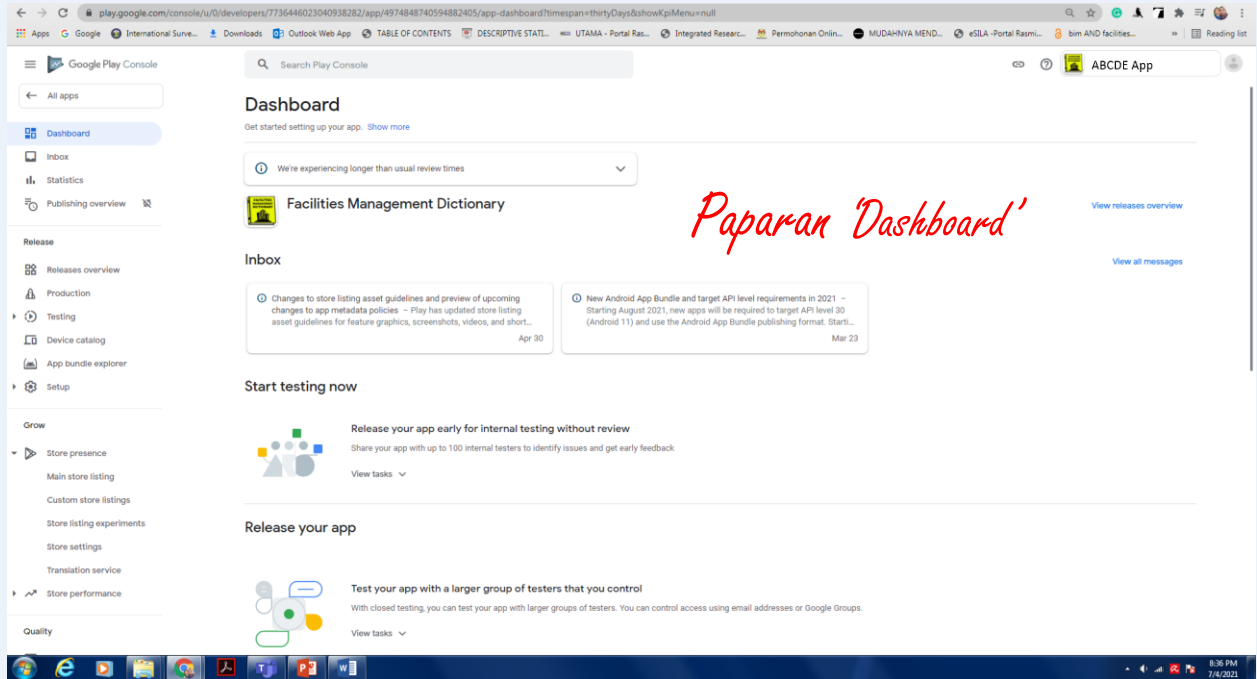 play.google.com/console/u/0/developers/7736446023040938282/app/4974848740594882405/app-dashboard?timespan=thirtyDays&showKpiMenu=null
Apps Google International Surve... Downloads Outlook Web App TABLE OF CONTENTS DESCRIPTIVE STATI... UTAMA - Portal Ras... Integrated Researc... Permohonan Onlin... MUDAHNYA MEND... eSILA -Portal Rasmi... bim AND facilities... » Reading list
Google Play Console
Search Play Console
ABCDE App
All apps
Dashboard
Inbox
Statistics
Publishing overview
Release
Releases overview
Production
Testing
Device catalog
App bundle explorer
Setup
Grow
Store presence
Main store listing
Custom store listings
Store listing experiments
Store settings
Translation service
Store performance
Quality
Dashboard
Get started setting up your app. Show more
We're experiencing longer than usual review times
Facilities Management Dictionary
Paparan 'Dashboard'
View releases overview
Inbox
View all messages
Changes to store listing asset guidelines and preview of upcoming
changes to app metadata policies – Play has updated store listing
asset guidelines for feature graphics, screenshots, videos, and short...
Apr 30
New Android App Bundle and target API level requirements in 2021 –
Starting August 2021, new apps will be required to target API level 30
(Android 11) and use the Android App Bundle publishing format. Starti...
Mar 23
Start testing now
Release your app early for internal testing without review
Share your app with up to 100 internal testers to identify issues and get early feedback
View tasks
Release your app
Test your app with a larger group of testers that you control
With closed testing, you can test your app with larger groups of testers. You can control access using email addresses or Google Groups.
View tasks
8:36 PM
7/4/2021